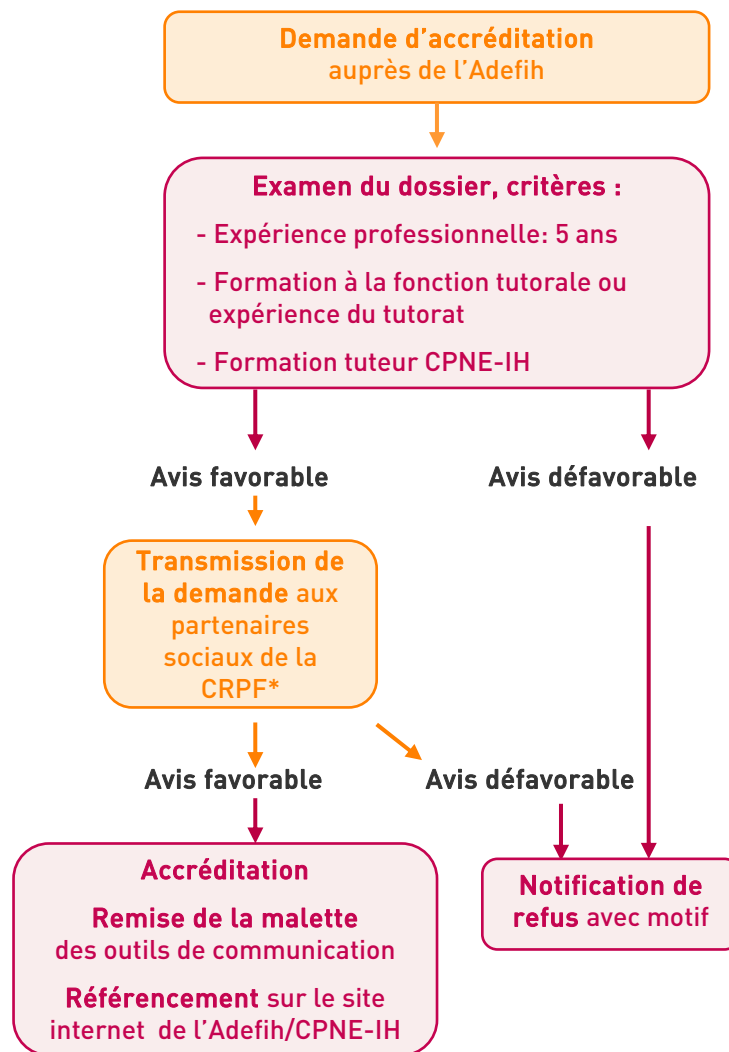 Demande d'accréditation
auprès de l'Adefih
Examen du dossier, critères :
- Expérience professionnelle: 5 ans
- Formation à la fonction tutorale ou
expérience du tutorat
- Formation tuteur CPNE-IH
Avis favorable
Avis défavorable
Transmission de
la demande aux
partenaires
sociaux de la
CRPF*
Avis favorable
Avis défavorable
Accréditation
Remise de la malette
des outils de communication
Référencement sur le site
internet de l'Adefih/CPNE-IH
Notification de
refus avec motif